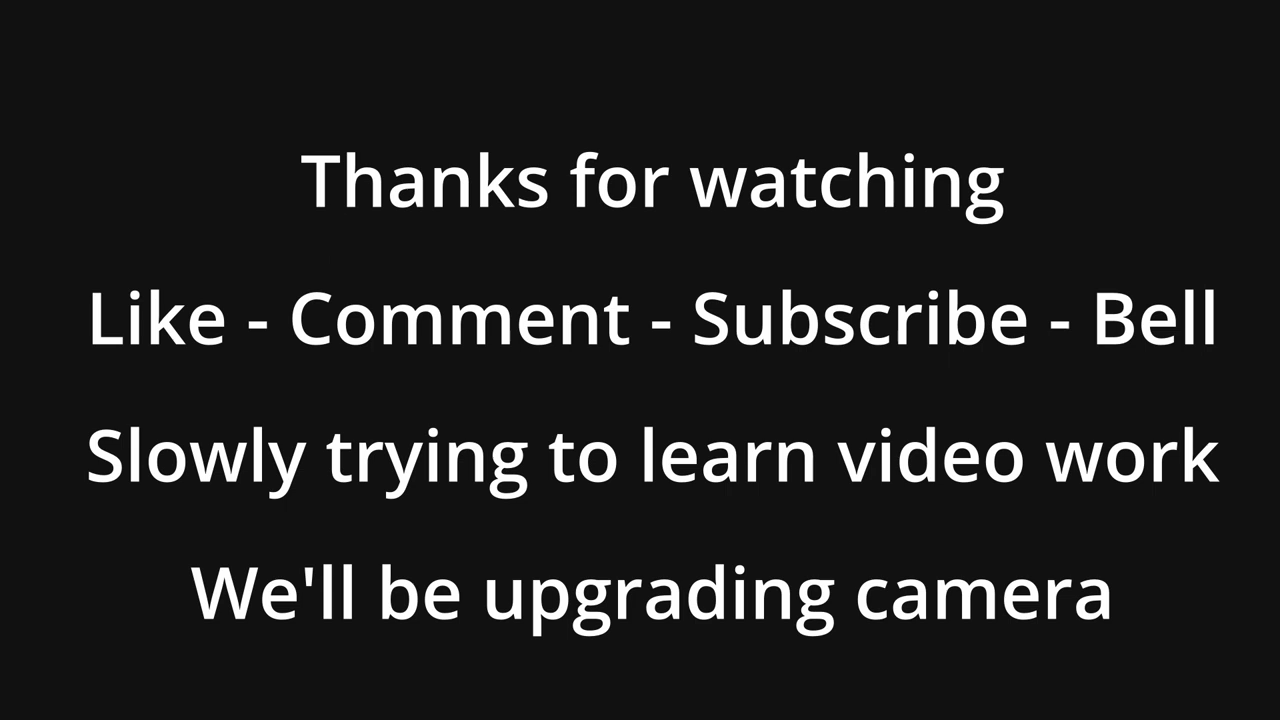 Thanks for watching
Like - Comment - Subscribe - Bell
Slowly trying to learn video work
We'll be upgrading camera